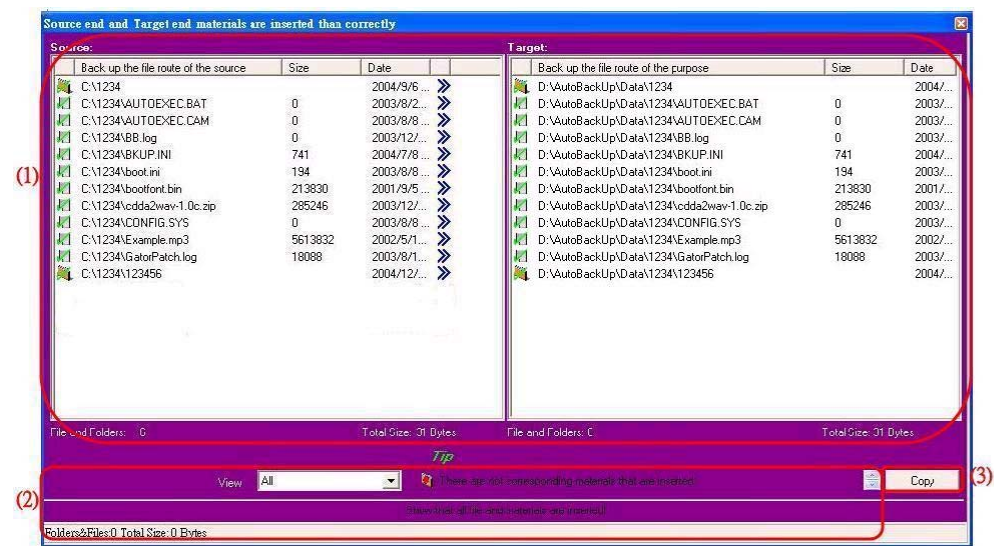 Source end and Target end materials are inserted than correctly
Source:
Target:
Back up the file route of the source Size Date
Back up the file route of the purpose Size Date
C:\1234 2004/9/6 ...
D:\AutoBackUp\Data\1234 2004/...
C:\1234\AUTOEXEC.BAT 0 2003/8/2...
D:\AutoBackUp\Data\1234\AUTOEXEC.BAT 0 2003/...
C:\1234\AUTOEXEC.CAM 0 2003/8/8 ...
D:\AutoBackUp\Data\1234\AUTOEXEC.CAM 0 2003/...
C:\1234\BB.log 0 2003/12/...
D:\AutoBackUp\Data\1234\BB.log 0 2003/...
C:\1234\BKUP.INI 741 2004/7/8 ...
D:\AutoBackUp\Data\1234\BKUP.INI 741 2004/...
(1)
C:\1234\boot.ini 194 2003/8/8 ...
D:\AutoBackUp\Data\1234\boot.ini 194 2003/...
C:\1234\bootfont.bin 213830 2001/9/5 ...
D:\AutoBackUp\Data\1234\bootfont.bin 213830 2001/...
C:\1234\cdda2wav-1.0c.zip 285246 2003/12/...
D:\AutoBackUp\Data\1234\cdda2wav-1.0c.zip 285246 2003/...
C:\1234\CONFIG.SYS 0 2003/8/8 ...
D:\AutoBackUp\Data\1234\CONFIG.SYS 0 2003/...
C:\1234\Example.mp3 5613832 2002/5/1...
D:\AutoBackUp\Data\1234\Example.mp3 5613832 2002/...
C:\1234\GatorPatch.log 18088 2003/8/1...
D:\AutoBackUp\Data\1234\GatorPatch.log 18088 2003/...
C:\1234\123456 2004/12/...
D:\AutoBackUp\Data\1234\123456 2004/...
File and Folders: 6 Total Size: 31 Bytes
File and Folders: Total Size: 31 Bytes
Tip
View All
There are not corresponding materials that are inserted
Copy
(3)
(2)
Show that all file and materials are inserted!
Folders&Files:0 Total Size: 0 Bytes